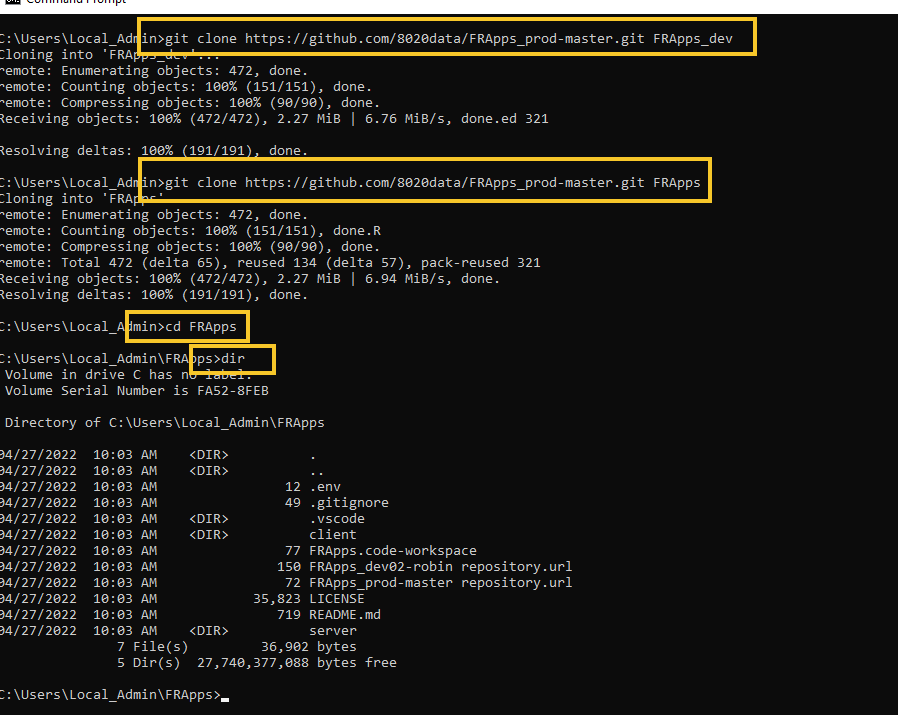 Command Prompt
C:\Users\Local_Admin>git clone https://github.com/8020data/FRApps_prod-master.git FRApps_dev
Cloning into 'FRApps_dev'...
remote: Enumerating objects: 472, done.
remote: Counting objects: 100% (151/151), done.
remote: Compressing objects: 100% (90/90), done.
Receiving objects: 100% (472/472), 2.27 MiB | 6.76 MiB/s, done.ed 321
Resolving deltas: 100% (191/191), done.
C:\Users\Local_Admin>git clone https://github.com/8020data/FRApps_prod-master.git FRApps
Cloning into 'FRApps'
remote: Enumerating objects: 472, done.
remote: Counting objects: 100% (151/151), done.R
remote: Compressing objects: 100% (90/90), done.
remote: Total 472 (delta 65), reused 134 (delta 57), pack-reused 321
Receiving objects: 100% (472/472), 2.27 MiB | 6.94 MiB/s, done.
Resolving deltas: 100% (191/191), done.
C:\Users\Local_Admin>cd FRApps
C:\Users\Local_Admin\FRApps>dir
Volume in drive C has no label.
Volume Serial Number is FA52-8FEB
Directory of C:\Users\Local_Admin\FRApps
04/27/2022 10:03 AM <DIR> .
04/27/2022 10:03 AM <DIR> ..
04/27/2022 10:03 AM 12 .env
04/27/2022 10:03 AM 49 .gitignore
04/27/2022 10:03 AM <DIR> .vscode
04/27/2022 10:03 AM <DIR> client
04/27/2022 10:03 AM 77 FRApps.code-workspace
04/27/2022 10:03 AM 150 FRApps_dev02-robin repository.url
04/27/2022 10:03 AM 72 FRApps_prod-master repository.url
04/27/2022 10:03 AM 35,823 LICENSE
04/27/2022 10:03 AM 719 README.md
04/27/2022 10:03 AM <DIR> server
7 File(s) 36,902 bytes
5 Dir(s) 27,740,377,088 bytes free
C:\Users\Local_Admin\FRApps>